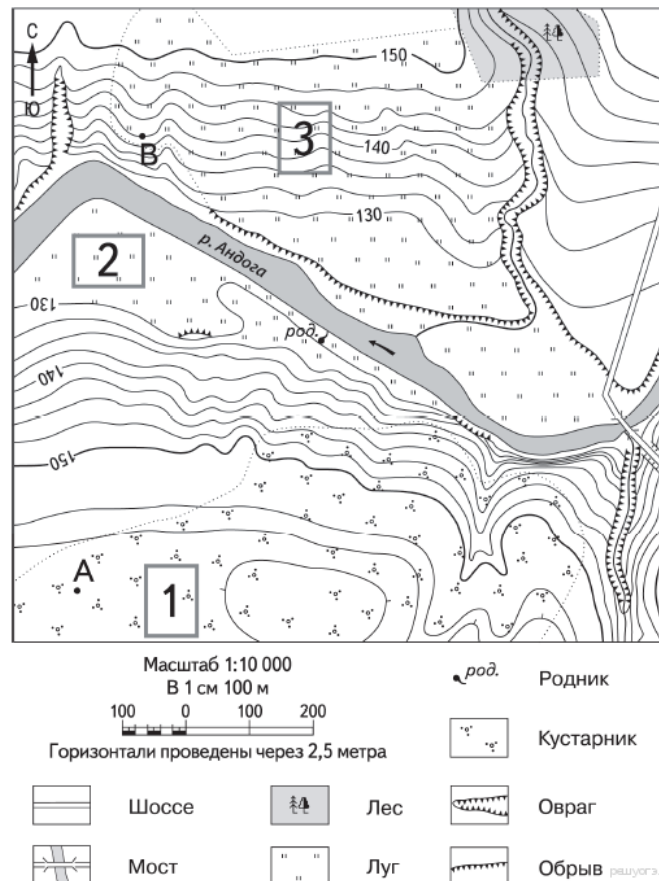 С
Ю
150
В
3
140
130
р. Андога
2
130
род.
140
150
А
1
Масштаб 1:10 000
В 1 см 100 м
100 0 100 200
Горизонтали проведены через 2,5 метра
род. Родник
Кустарник
Шоссе
Лес
Овраг
Мост
Луг
Обрыв
решуогэ